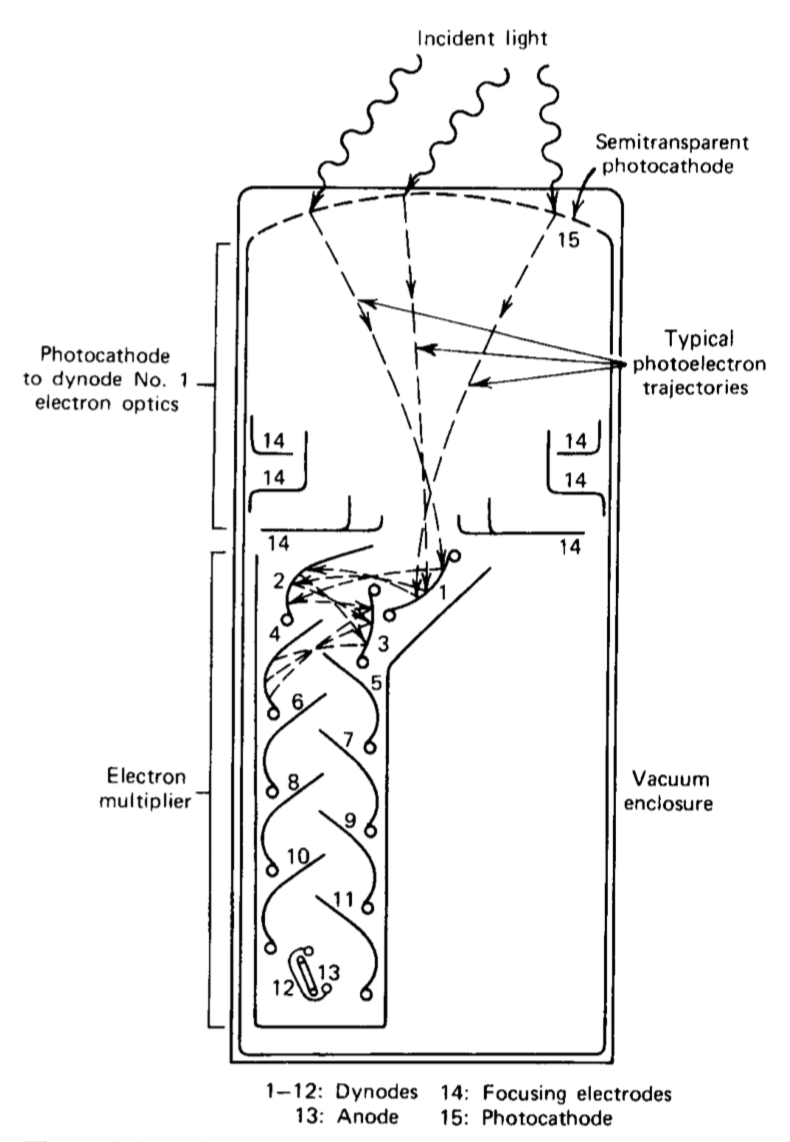 Incident light
Semitransparent
photocathode
15
Photocathode
to dynode No. 1
electron optics
Typical
photoelectron
trajectories
14
14
14
14
14
14
2
1
4
3
5
6
7
Electron
multiplier
8
Vacuum
enclosure
9
10
11
12
13
1–12: Dynodes 14: Focusing electrodes
13: Anode 15: Photocathode